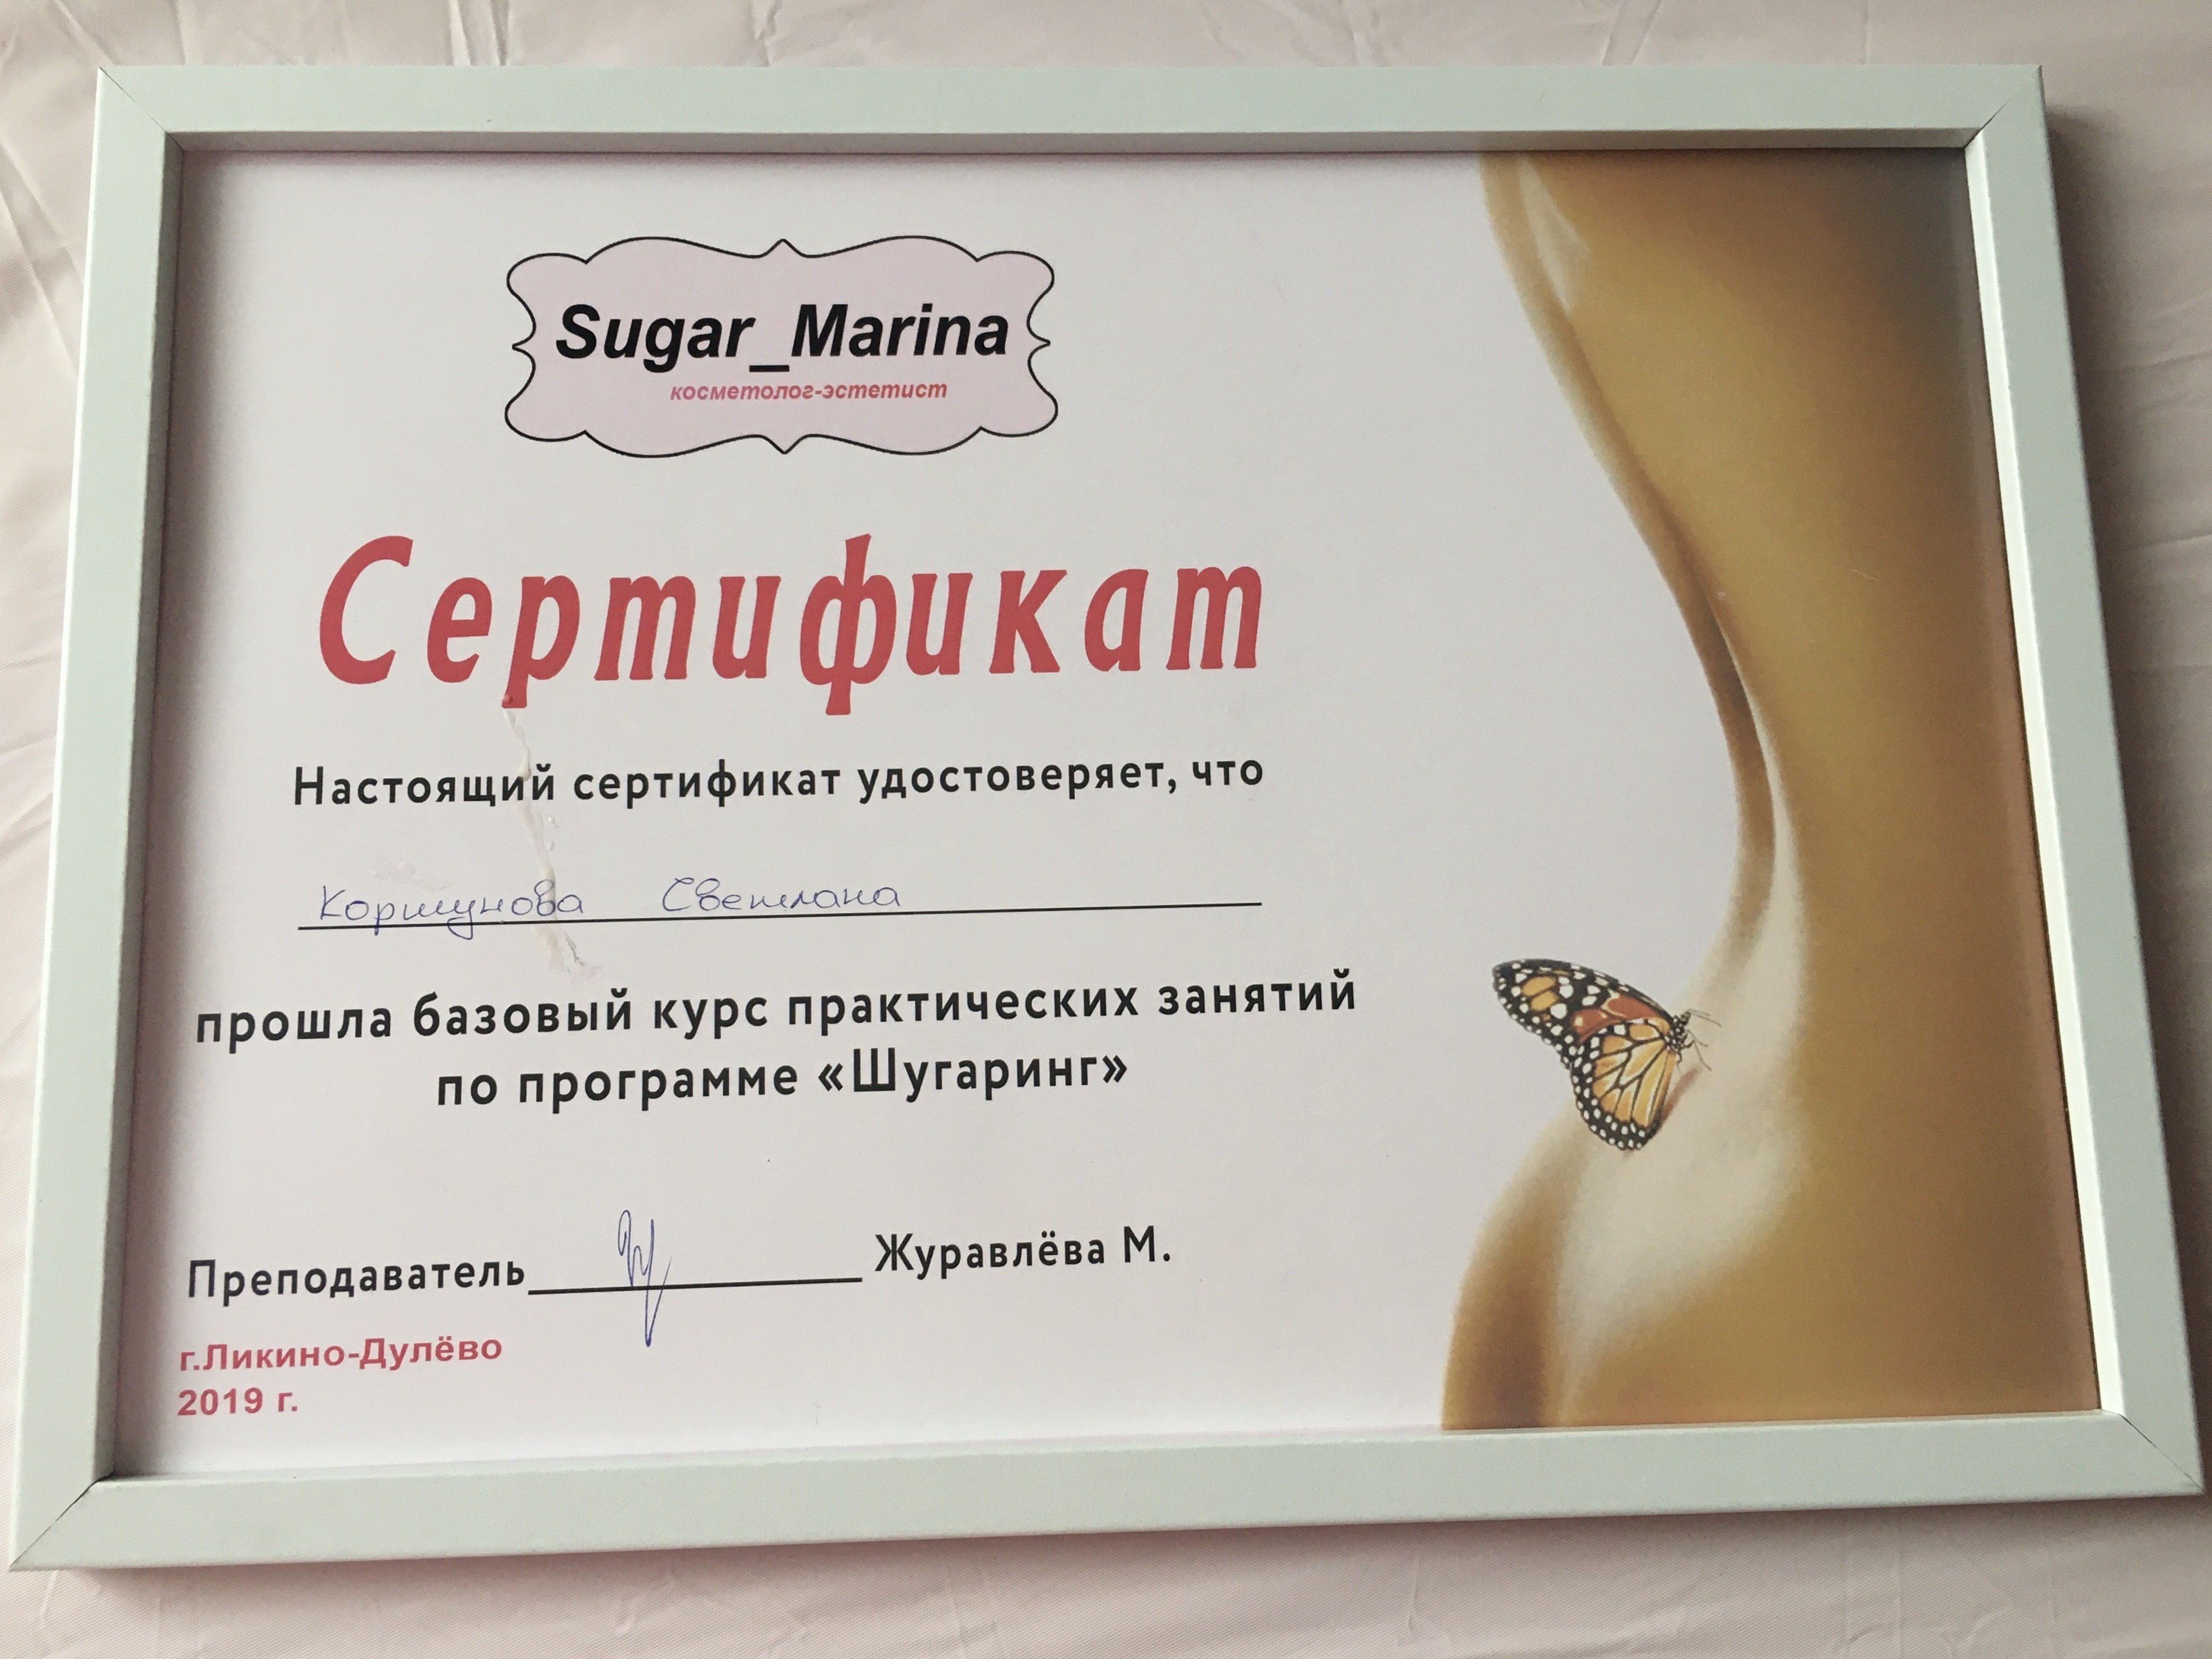 Sugar_Marina
косметолог-эстетист
Сертификат
Настоящий сертификат удостоверяет, что
Коршунова Светлана
прошла базовый курс практических занятий
по программе «Шугаринг»
Преподаватель Журавлёва М.
г.Ликино-Дулёво
2019 г.